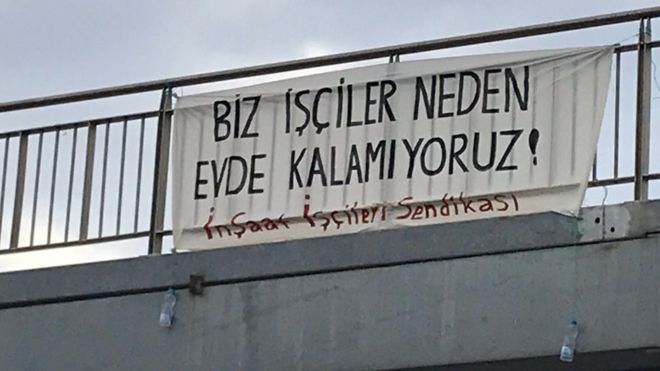 BİZ İŞÇİLER NEDEN
EVDE KALAMIYORUZ!
İnşaat İşçileri Sendikası